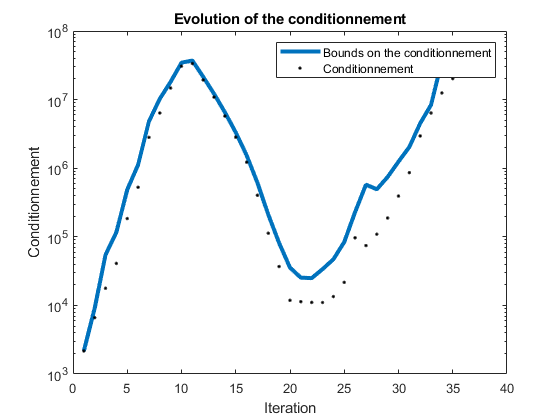 Evolution of the conditionnement
Bounds on the conditionnement
Conditionnement
Conditionnement
10^8
10^7
10^6
10^5
10^4
10^3
0 5 10 15 20 25 30 35 40
Iteration